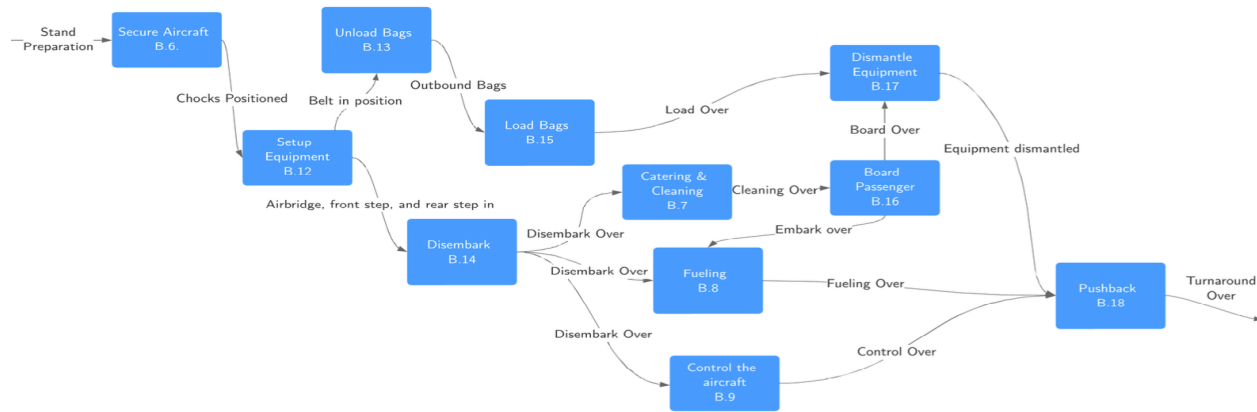 Stand
Preparation
Secure Aircraft
B.6.
Chocks Positioned
Setup
Equipment
B.12
Belt in position
Unload Bags
B.13
Outbound Bags
Load Bags
B.15
Load Over
Dismantle
Equipment
B.17
Airbridge, front step, and rear step in
Disembark
B.14
Disembark Over
Catering &
Cleaning
B.7
Cleaning Over
Board
Passenger
B.16
Board Over
Equipment dismantled
Embark over
Disembark Over
Fueling
B.8
Fueling Over
Disembark Over
Control the
aircraft
B.9
Control Over
Pushback
B.18
Turnaround
Over